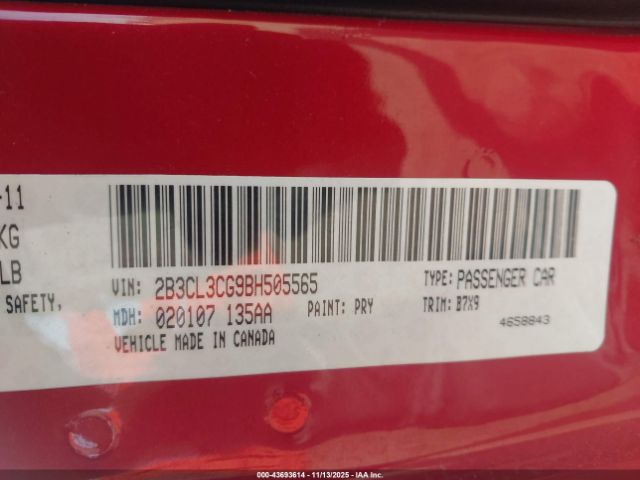 -11
KG
LB
SAFETY,
VIN: 2B3CL3CG9BH505565 TYPE: PASSENGER CAR
MDH: 020107 135AA PAINT: PRY TRIM: B7X9
VEHICLE MADE IN CANADA 4658843
000-43693614 - 11/13/2025 - IAA Inc.